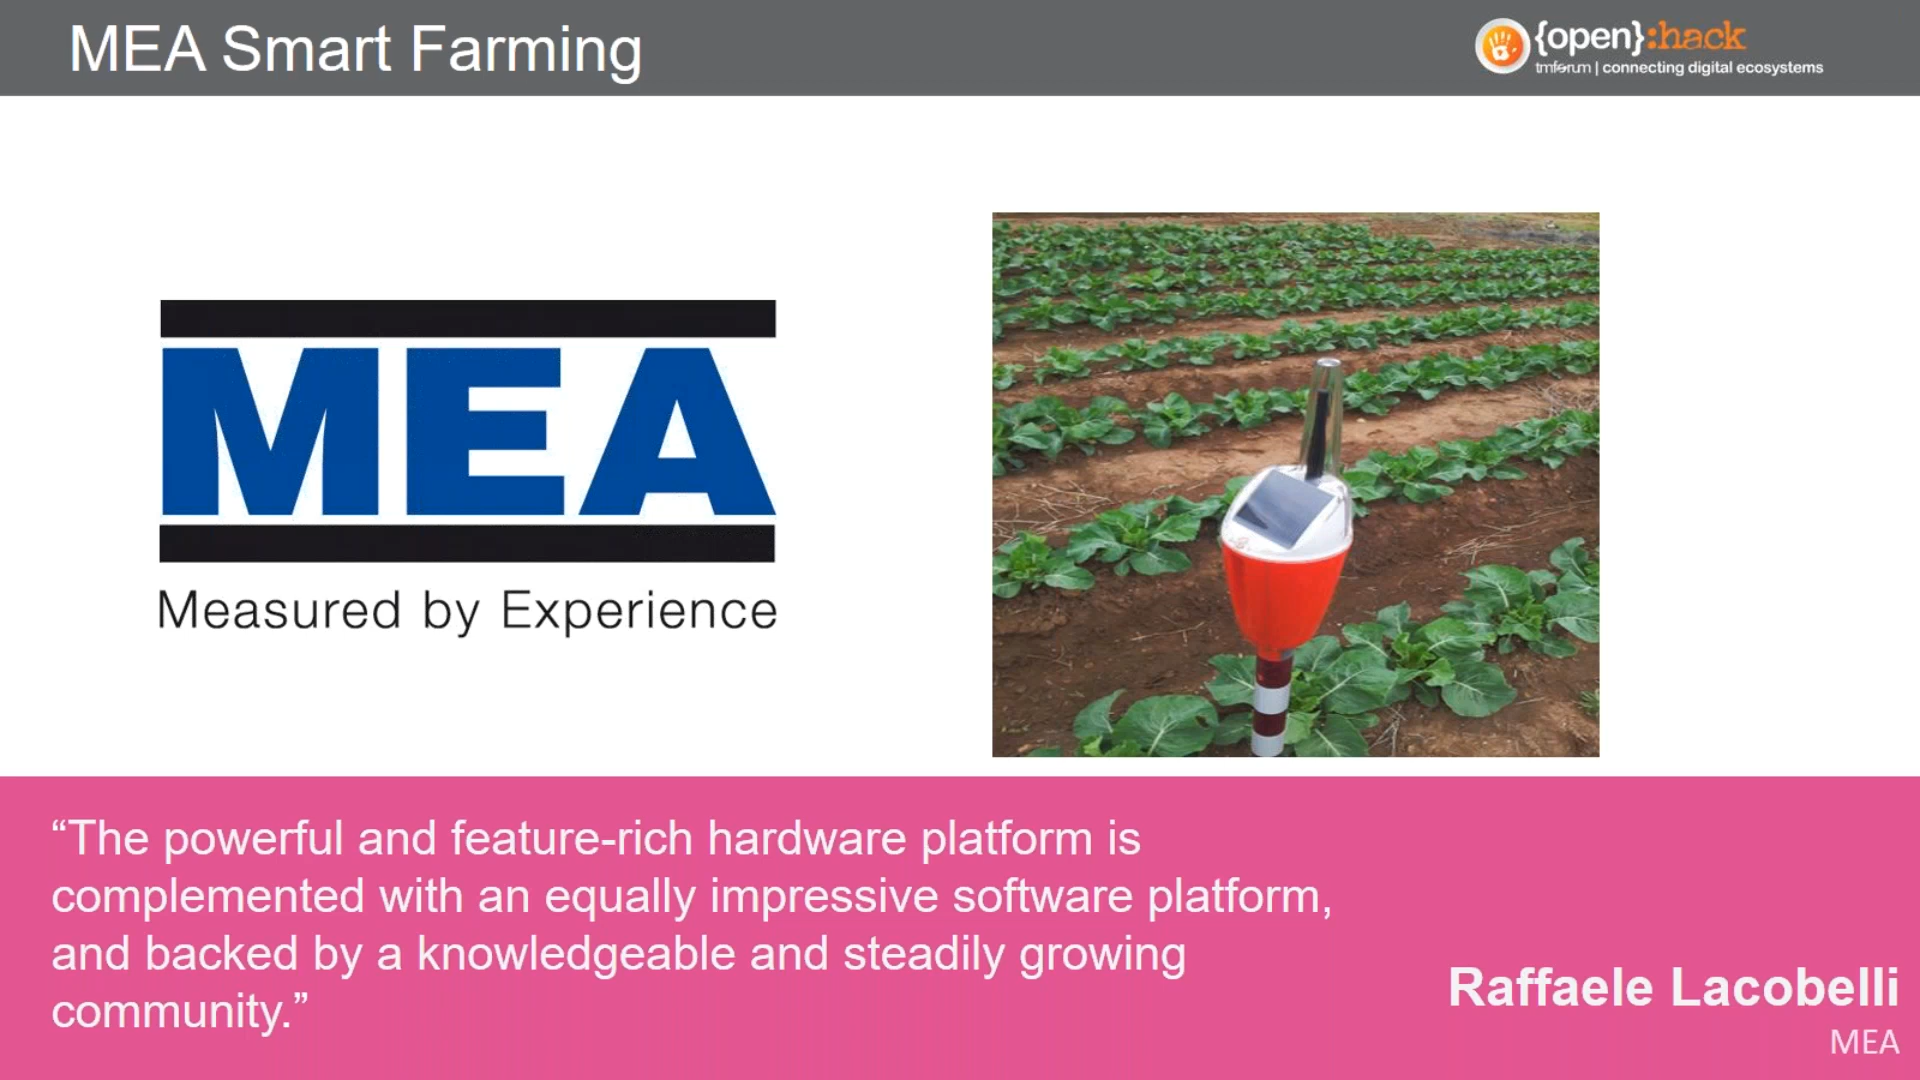 MEA Smart Farming
{open}:hack
tmforum | connecting digital ecosystems
MEA
Measured by Experience
“The powerful and feature-rich hardware platform is
complemented with an equally impressive software platform,
and backed by a knowledgeable and steadily growing
community.”
Raffaele Lacobelli
MEA